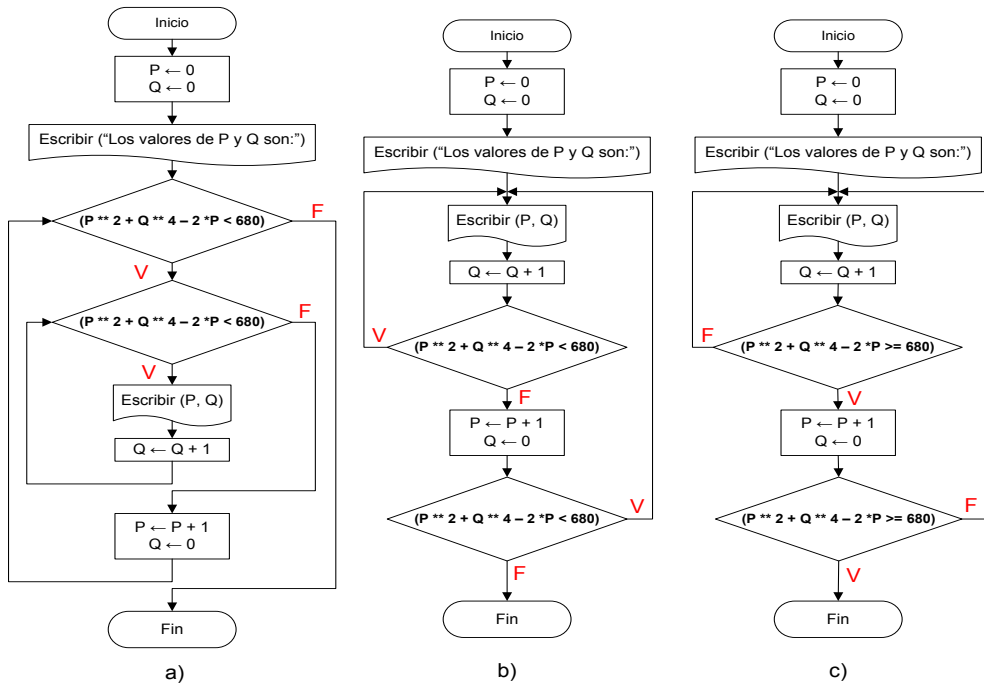 Inicio
P ← 0
Q ← 0
Escribir (“Los valores de P y Q son:”)
(P ** 2 + Q ** 4 – 2 *P < 680)
F
V
(P ** 2 + Q ** 4 – 2 *P < 680)
F
V
Escribir (P, Q)
Q ← Q + 1
P ← P + 1
Q ← 0
Fin
a)
Inicio
P ← 0
Q ← 0
Escribir (“Los valores de P y Q son:”)
Escribir (P, Q)
Q ← Q + 1
V
(P ** 2 + Q ** 4 – 2 *P < 680)
F
P ← P + 1
Q ← 0
(P ** 2 + Q ** 4 – 2 *P < 680)
V
F
Fin
b)
Inicio
P ← 0
Q ← 0
Escribir (“Los valores de P y Q son:”)
Escribir (P, Q)
Q ← Q + 1
F
(P ** 2 + Q ** 4 – 2 *P >= 680)
V
P ← P + 1
Q ← 0
(P ** 2 + Q ** 4 – 2 *P >= 680)
F
V
Fin
c)